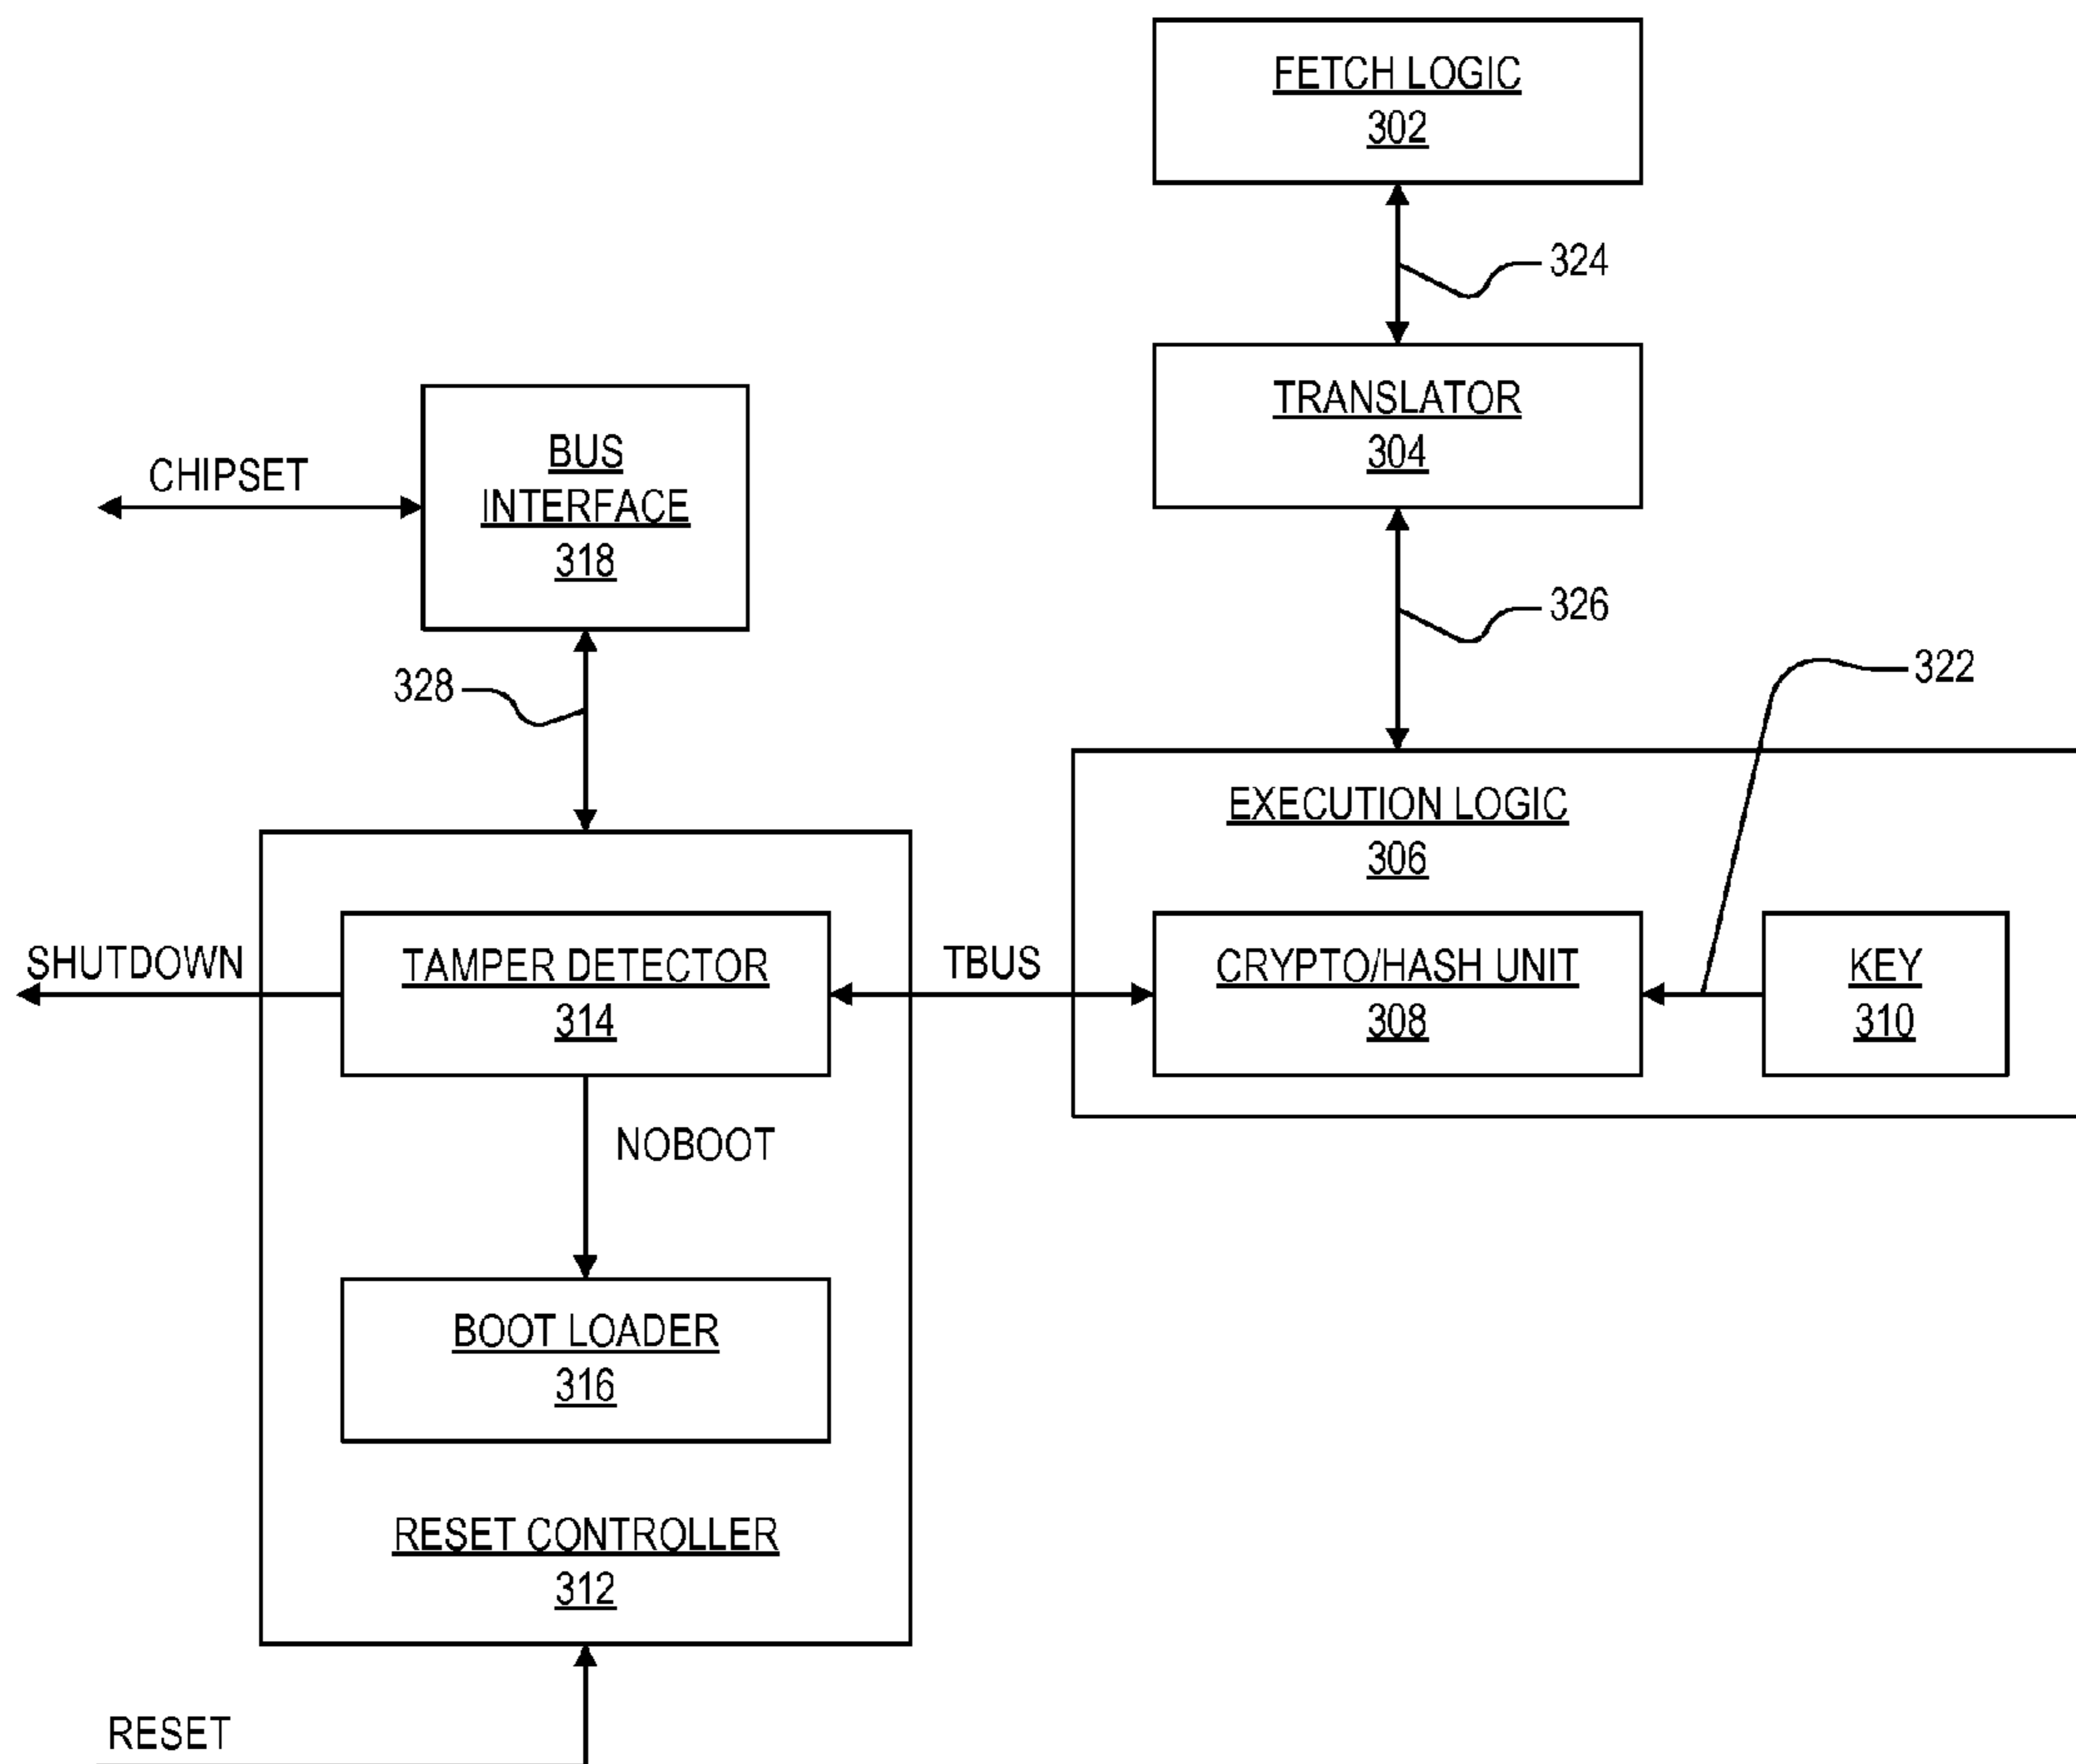 FETCH LOGIC
302
324
TRANSLATOR
304
BUS
INTERFACE
318
CHIPSET
326
322
328
EXECUTION LOGIC
306
SHUTDOWN
TAMPER DETECTOR
314
TBUS
CRYPTO/HASH UNIT
308
KEY
310
NOBOOT
BOOT LOADER
316
RESET CONTROLLER
312
RESET